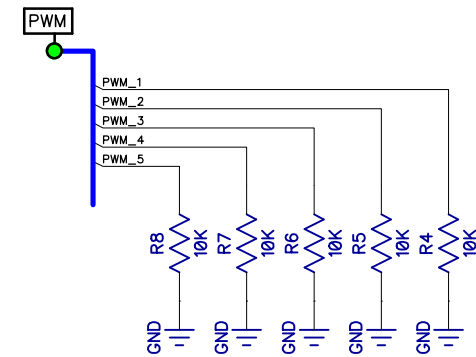 PWM
PWM_1
PWM_2
PWM_3
PWM_4
PWM_5
R8 10K
R7 10K
R6 10K
R5 10K
R4 10K
GND
GND
GND
GND
GND